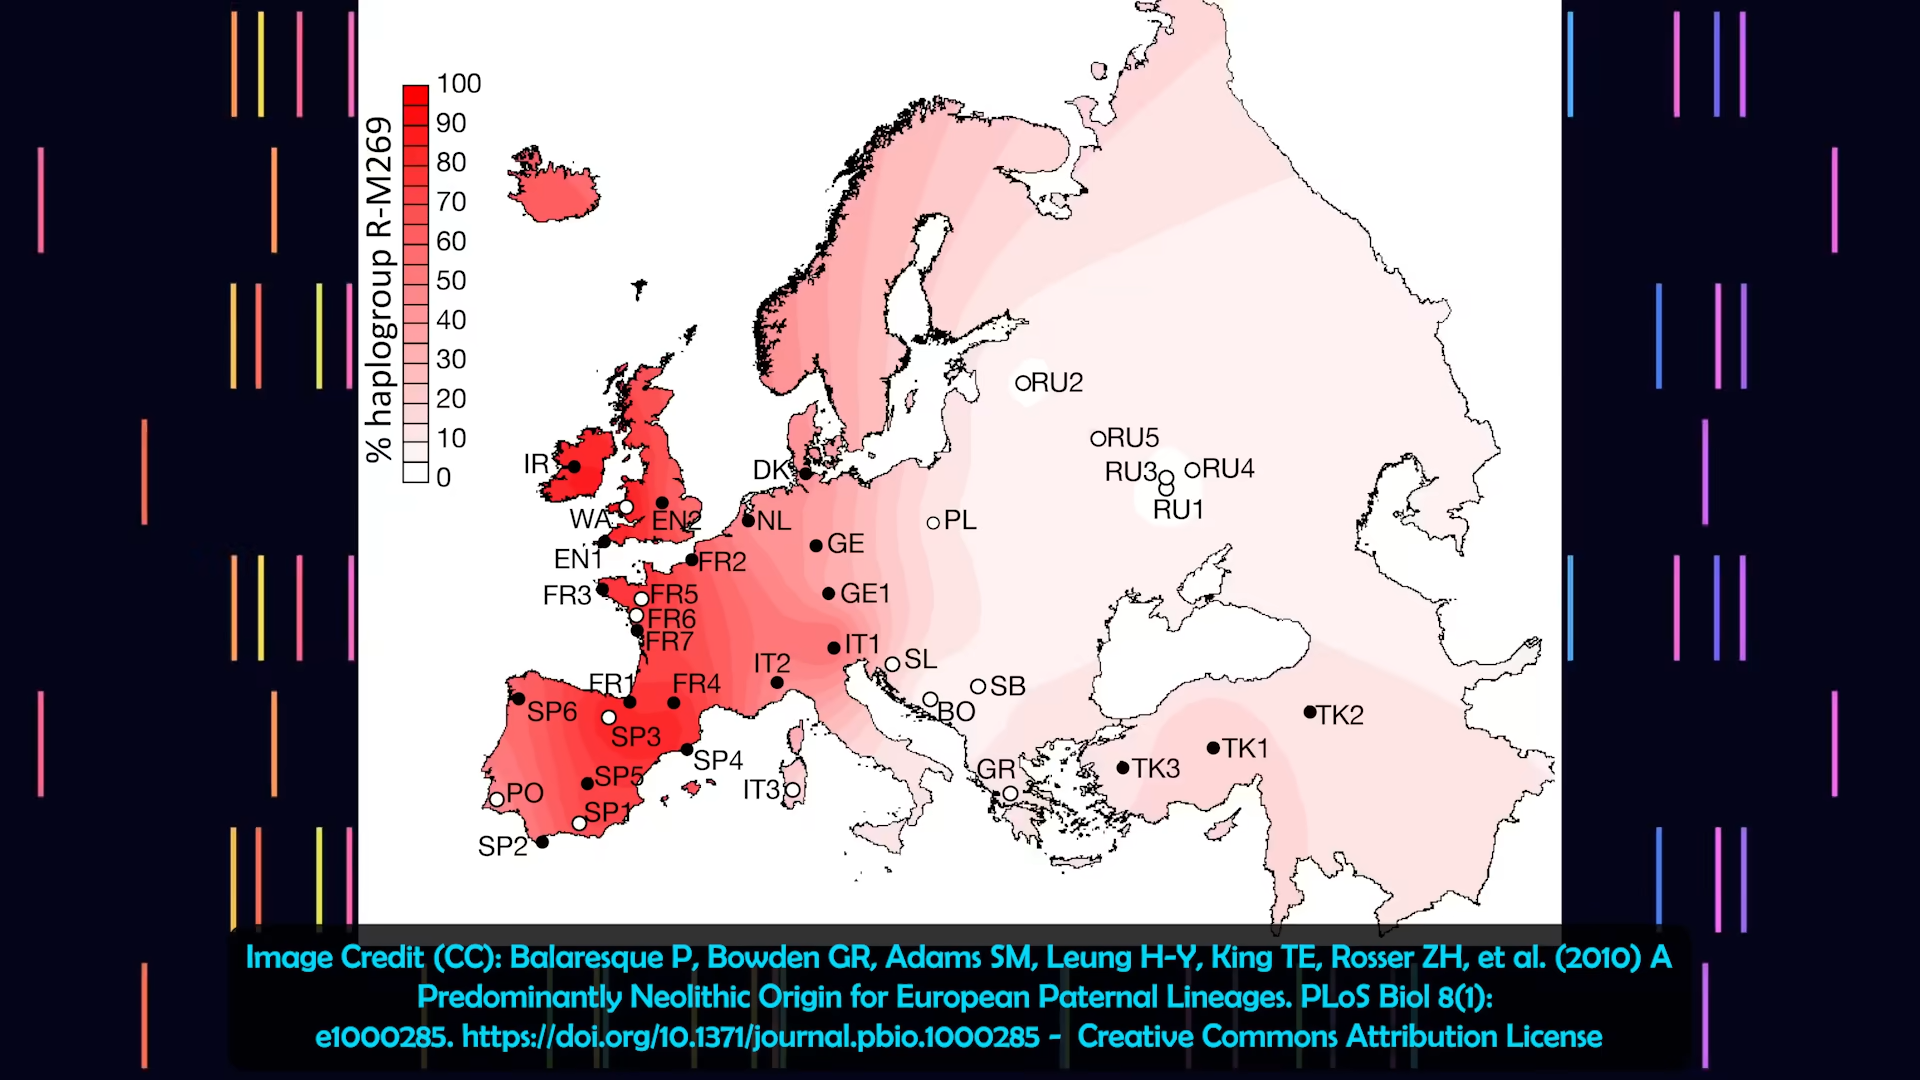 % haplogroup R-M269
100
90
80
70
60
50
40
30
20
10
0
RU2
RU5
RU3
RU4
RU1
IR
DK
WA
EN2
NL
PL
EN1
FR2
GE
FR3
FR5
GE1
FR6
FR7
IT1
IT2
SL
FR1
FR4
SB
SP6
BO
TK2
SP3
SP4
TK1
SP5
GR
TK3
PO
IT3
SP1
SP2
Image Credit (CC): Balaresque P, Bowden GR, Adams SM, Leung H-Y, King TE, Rosser ZH, et al. (2010) A
Predominantly Neolithic Origin for European Paternal Lineages. PLoS Biol 8(1):
e1000285. https://doi.org/10.1371/journal.pbio.1000285 - Creative Commons Attribution License